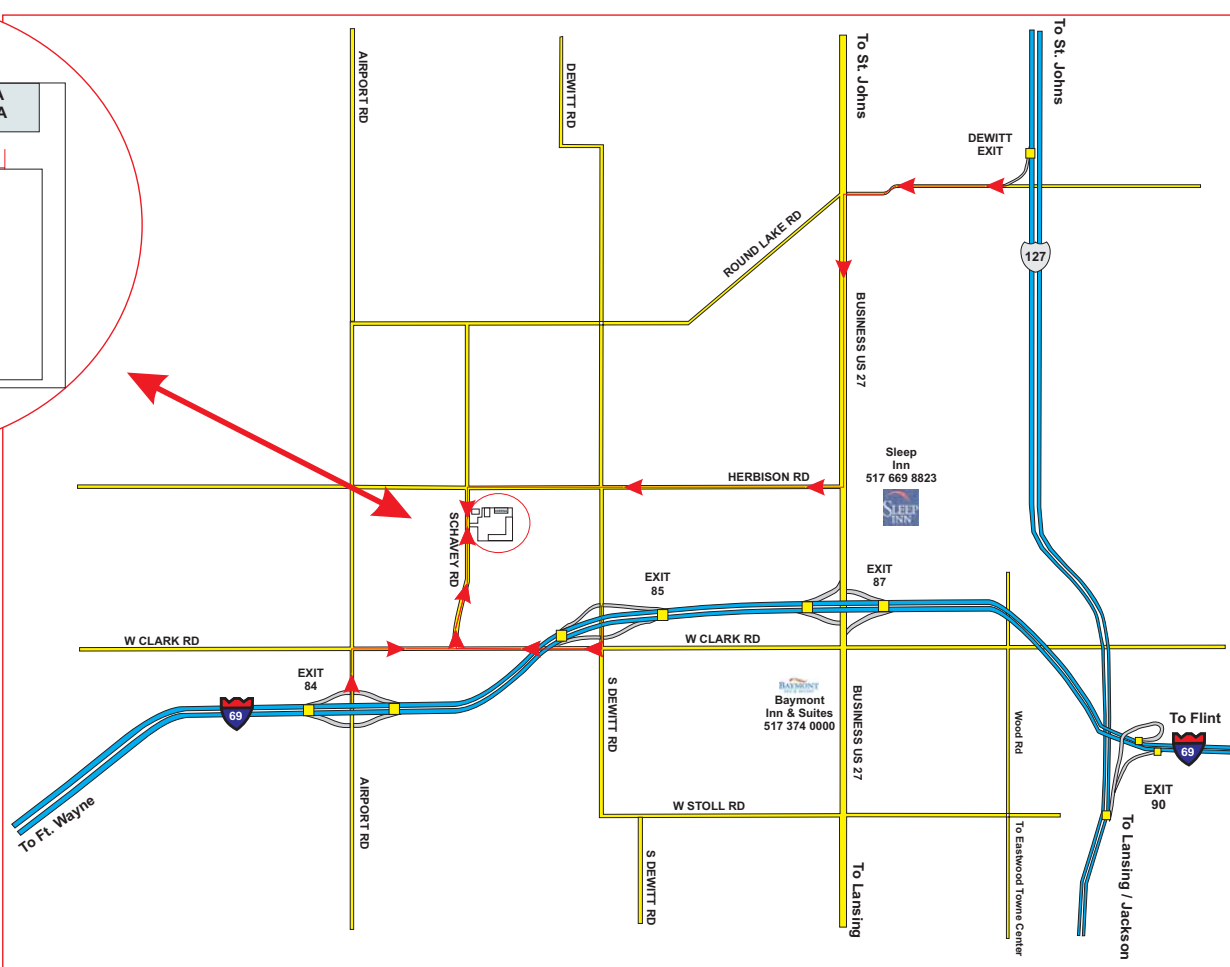 A
A
AIRPORT RD
DEWITT RD
To St. Johns
To St. Johns
DEWITT
EXIT
ROUND LAKE RD
127
BUSINESS US 27
HERBISON RD
Sleep
Inn
517 669 8823
SLEEP
INN
SCHAVEY RD
EXIT
85
EXIT
87
W CLARK RD
W CLARK RD
EXIT
84
69
S DEWITT RD
BAYMONT
Baymont
Inn & Suites
517 374 0000
BUSINESS US 27
Wood Rd
To Flint
69
EXIT
90
To Ft. Wayne
AIRPORT RD
W STOLL RD
S DEWITT RD
To Lansing
To Eastwood Towne Center
To Lansing / Jackson